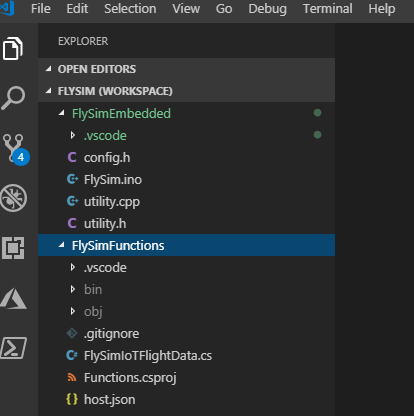 File Edit Selection View Go Debug Terminal Help
EXPLORER
OPEN EDITORS
FLYSIM (WORKSPACE)
FlySimEmbedded
.vscode
C config.h
FlySim.ino
utility.cpp
4
C utility.h
FlySimFunctions
.vscode
bin
obj
.gitignore
C# FlySimIoTFlightData.cs
Functions.csproj
{} host.json